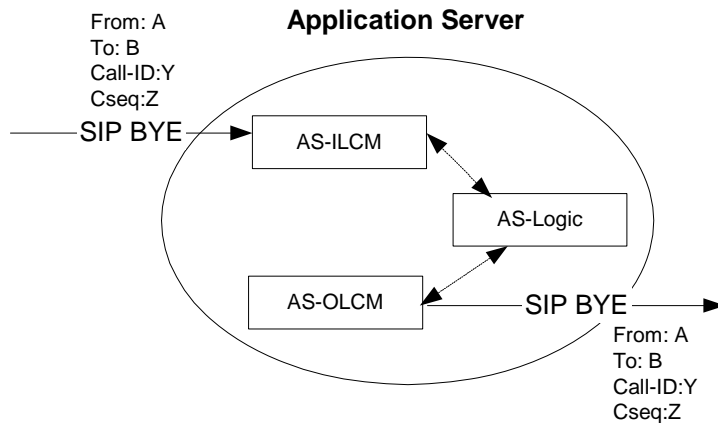 Application Server
From: A
To: B
Call-ID:Y
Cseq:Z
SIP BYE
AS-ILCM
AS-Logic
AS-OLCM
SIP BYE
From: A
To: B
Call-ID:Y
Cseq:Z